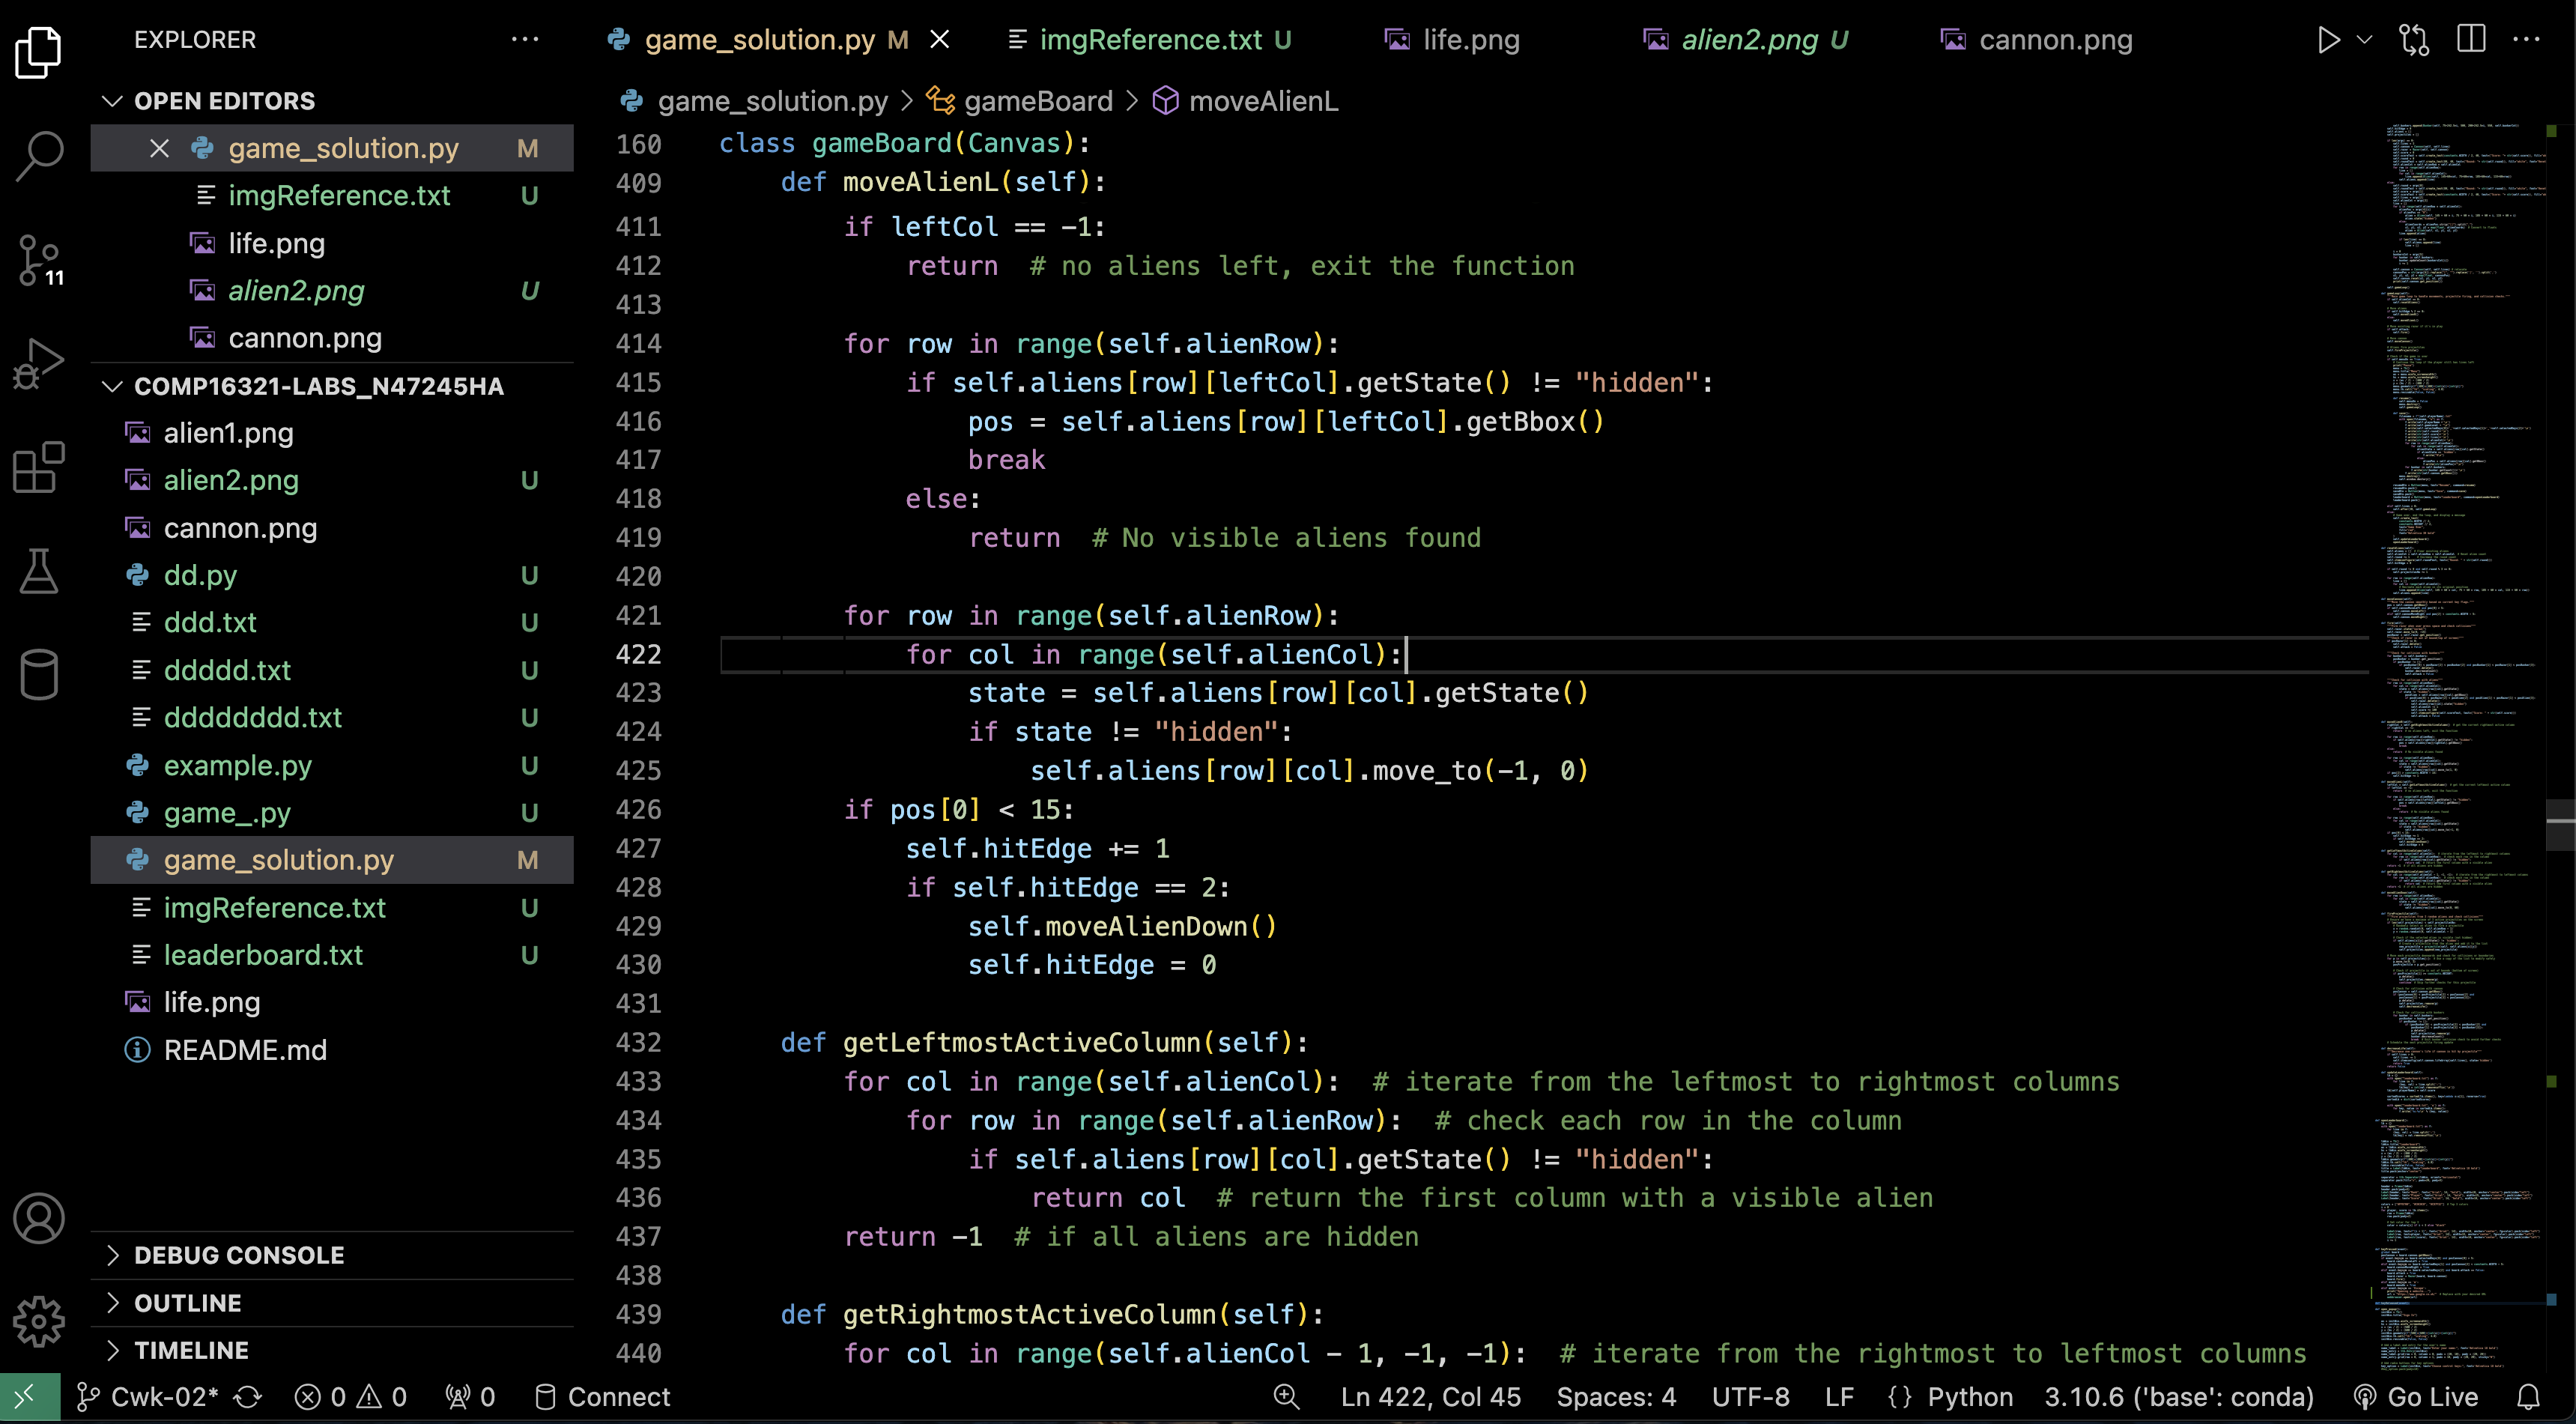 EXPLORER
OPEN EDITORS
game_solution.py M
imgReference.txt U
life.png
alien2.png U
cannon.png
COMP16321-LABS_N47245HA
alien1.png
alien2.png U
cannon.png
dd.py U
ddd.txt U
ddddd.txt U
dddddddd.txt U
example.py U
game_.py U
game_solution.py M
imgReference.txt U
leaderboard.txt U
life.png
README.md
DEBUG CONSOLE
OUTLINE
TIMELINE
11
game_solution.py M imgReference.txt U life.png alien2.png U cannon.png
game_solution.py > gameBoard > moveAlienL
160 class gameBoard(Canvas):
409     def moveAlienL(self):
411         if leftCol == -1:
412             return  # no aliens left, exit the function
413
414         for row in range(self.alienRow):
415             if self.aliens[row][leftCol].getState() != "hidden":
416                 pos = self.aliens[row][leftCol].getBbox()
417                 break
418             else:
419                 return  # No visible aliens found
420
421         for row in range(self.alienRow):
422             for col in range(self.alienCol):
423                 state = self.aliens[row][col].getState()
424                 if state != "hidden":
425                     self.aliens[row][col].move_to(-1, 0)
426         if pos[0] < 15:
427             self.hitEdge += 1
428             if self.hitEdge == 2:
429                 self.moveAlienDown()
430                 self.hitEdge = 0
431
432     def getLeftmostActiveColumn(self):
433         for col in range(self.alienCol):  # iterate from the leftmost to rightmost columns
434             for row in range(self.alienRow):  # check each row in the column
435                 if self.aliens[row][col].getState() != "hidden":
436                     return col  # return the first column with a visible alien
437         return -1  # if all aliens are hidden
438
439     def getRightmostActiveColumn(self):
440         for col in range(self.alienCol - 1, -1, -1):  # iterate from the rightmost to leftmost columns
Cwk-02* 0 0 0 Connect Ln 422, Col 45 Spaces: 4 UTF-8 LF {} Python 3.10.6 ('base': conda) Go Live